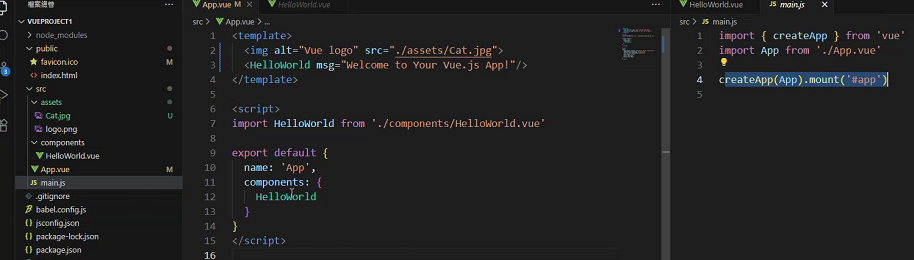 檔案總管
VUEPROJECT1
node_modules
public
favicon.ico M
index.html
src
assets
Cat.jpg U
logo.png
components
HelloWorld.vue
App.vue M
main.js
.gitignore
babel.config.js
jsconfig.json
package-lock.json
package.json
3
App.vue M
HelloWorld.vue
src > App.vue > ...
1 <template>
2 <img alt="Vue logo" src="./assets/Cat.jpg">
3 <HelloWorld msg="Welcome to Your Vue.js App!"/>
4 </template>
5
6 <script>
7 import HelloWorld from './components/HelloWorld.vue'
8
9 export default {
10 name: 'App',
11 components: {
12 HelloWorld
13 }
14 }
15 </script>
16
HelloWorld.vue
main.js
src > main.js
1 import { createApp } from 'vue'
2 import App from './App.vue'
4 createApp(App).mount('#app')
5